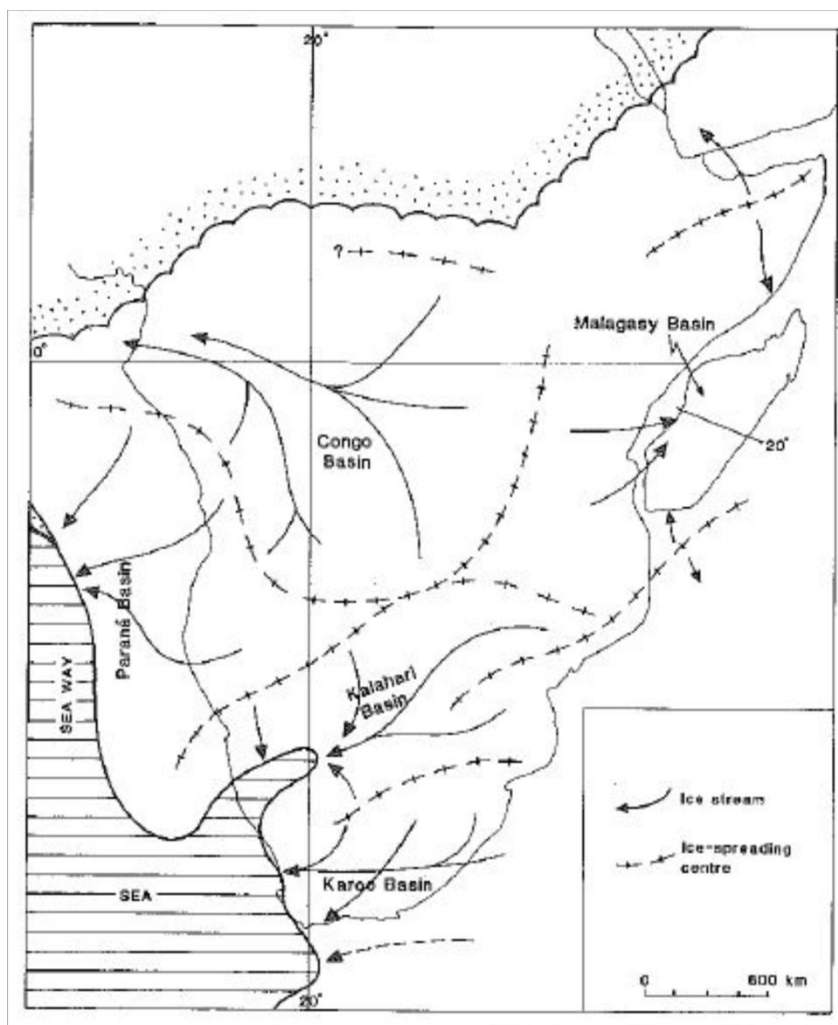 20°
?
Malagasy Basin
0°
20°
Congo
Basin
Paraná Basin
SEA WAY
Kalahari
Basin
Ice stream
Ice-spreading
centre
SEA
Karoo Basin
0 600 km
20°